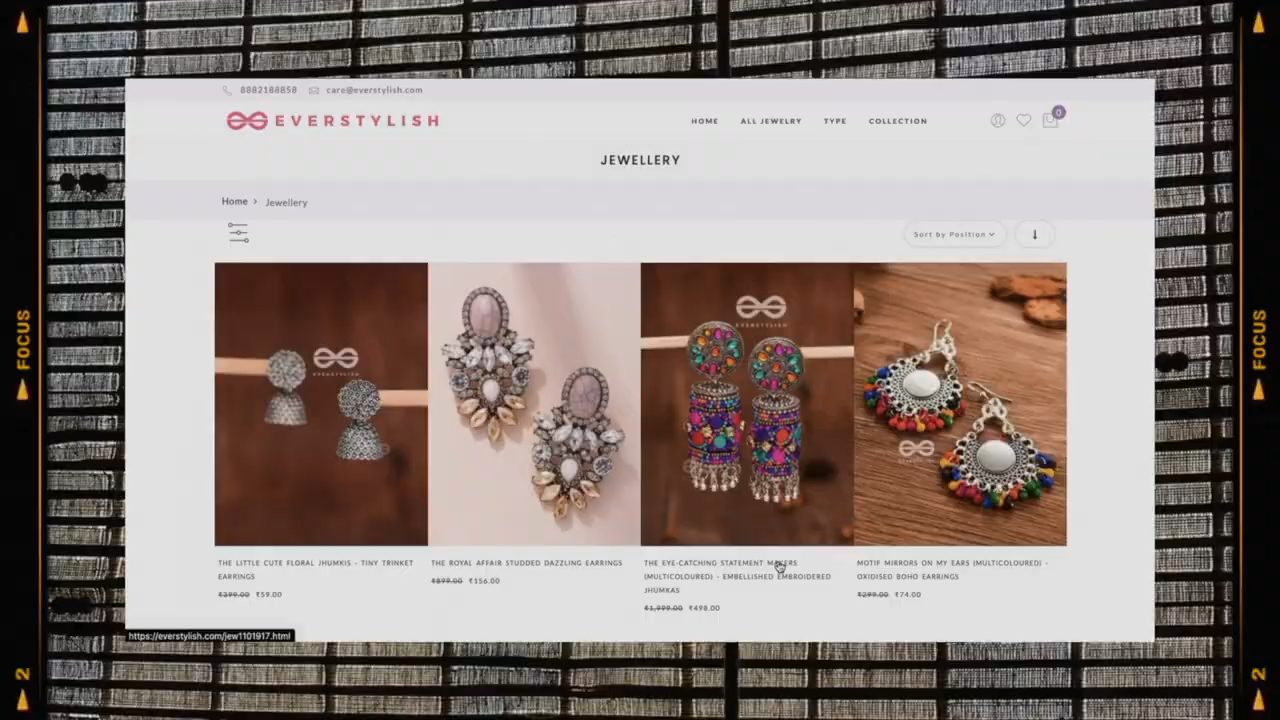 8882188858 care@everstylish.com
EVERSTYLISH
HOME ALL JEWELRY TYPE COLLECTION
0
JEWELLERY
Home > Jewellery
Sort by Position
EVERSTYLISH
EVERSTYLISH
THE LITTLE CUTE FLORAL JHUMKIS - TINY TRINKET
EARRINGS
₹399.00 ₹59.00
THE ROYAL AFFAIR STUDDED DAZZLING EARRINGS
₹899.00 ₹156.00
THE EYE-CATCHING STATEMENT MAKERS
(MULTICOLOURED) - EMBELLISHED EMBROIDERED
JHUMKAS
₹1,999.00 ₹498.00
MOTIF MIRRORS ON MY EARS (MULTICOLOURED) -
OXIDISED BOHO EARRINGS
₹299.00 ₹74.00
https://everstylish.com/jew1101917.html
FOCUS
2
FOCUS
2